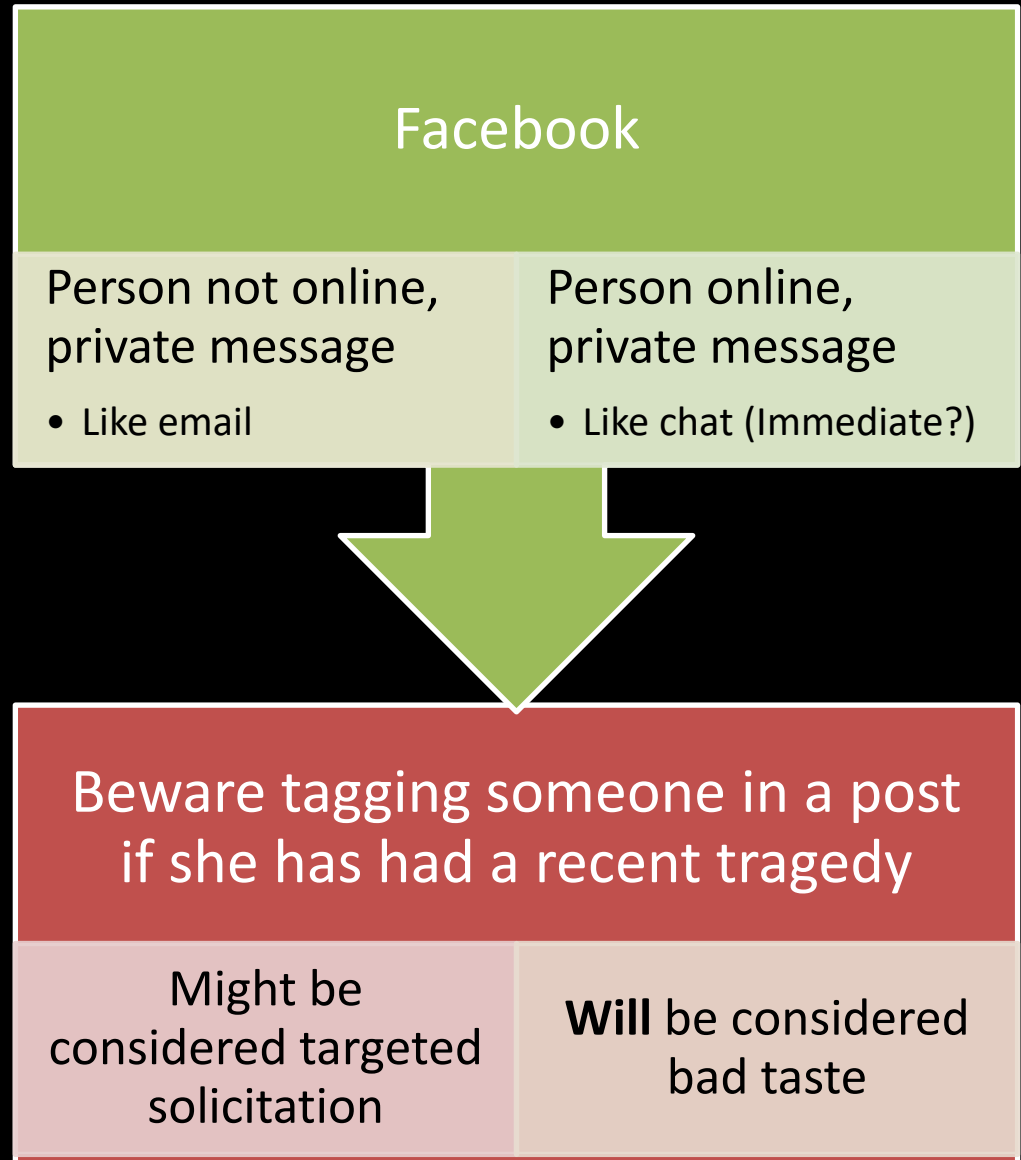 Facebook
Person not online,
private message
• Like email
Person online,
private message
• Like chat (Immediate?)
Beware tagging someone in a post
if she has had a recent tragedy
Might be
considered targeted
solicitation
Will be considered
bad taste